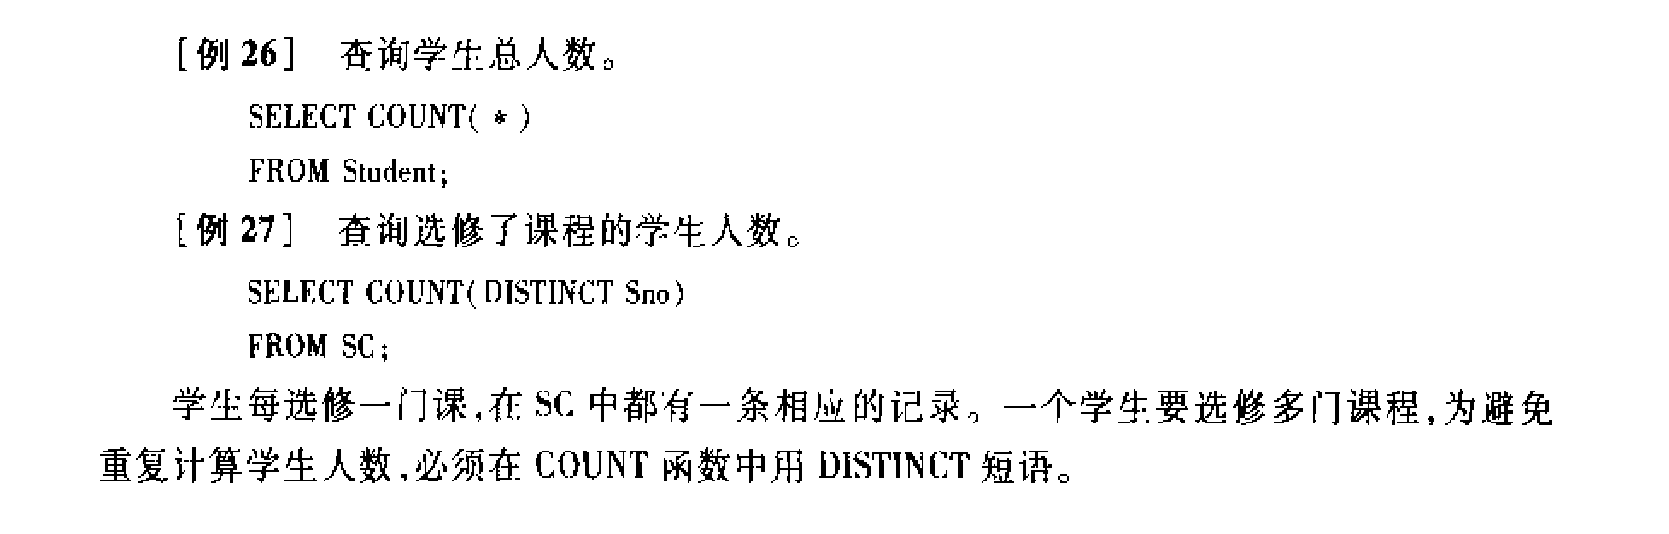 [例 26] 查询学生总人数。
SELECT COUNT( * )
FROM Student;
[例 27] 查询选修了课程的学生人数。
SELECT COUNT( DISTINCT Sno)
FROM SC;
学生每选修一门课,在 SC 中都有一条相应的记录。一个学生要选修多门课程,为避免
重复计算学生人数,必须在 COUNT 函数中用 DISTINCT 短语。